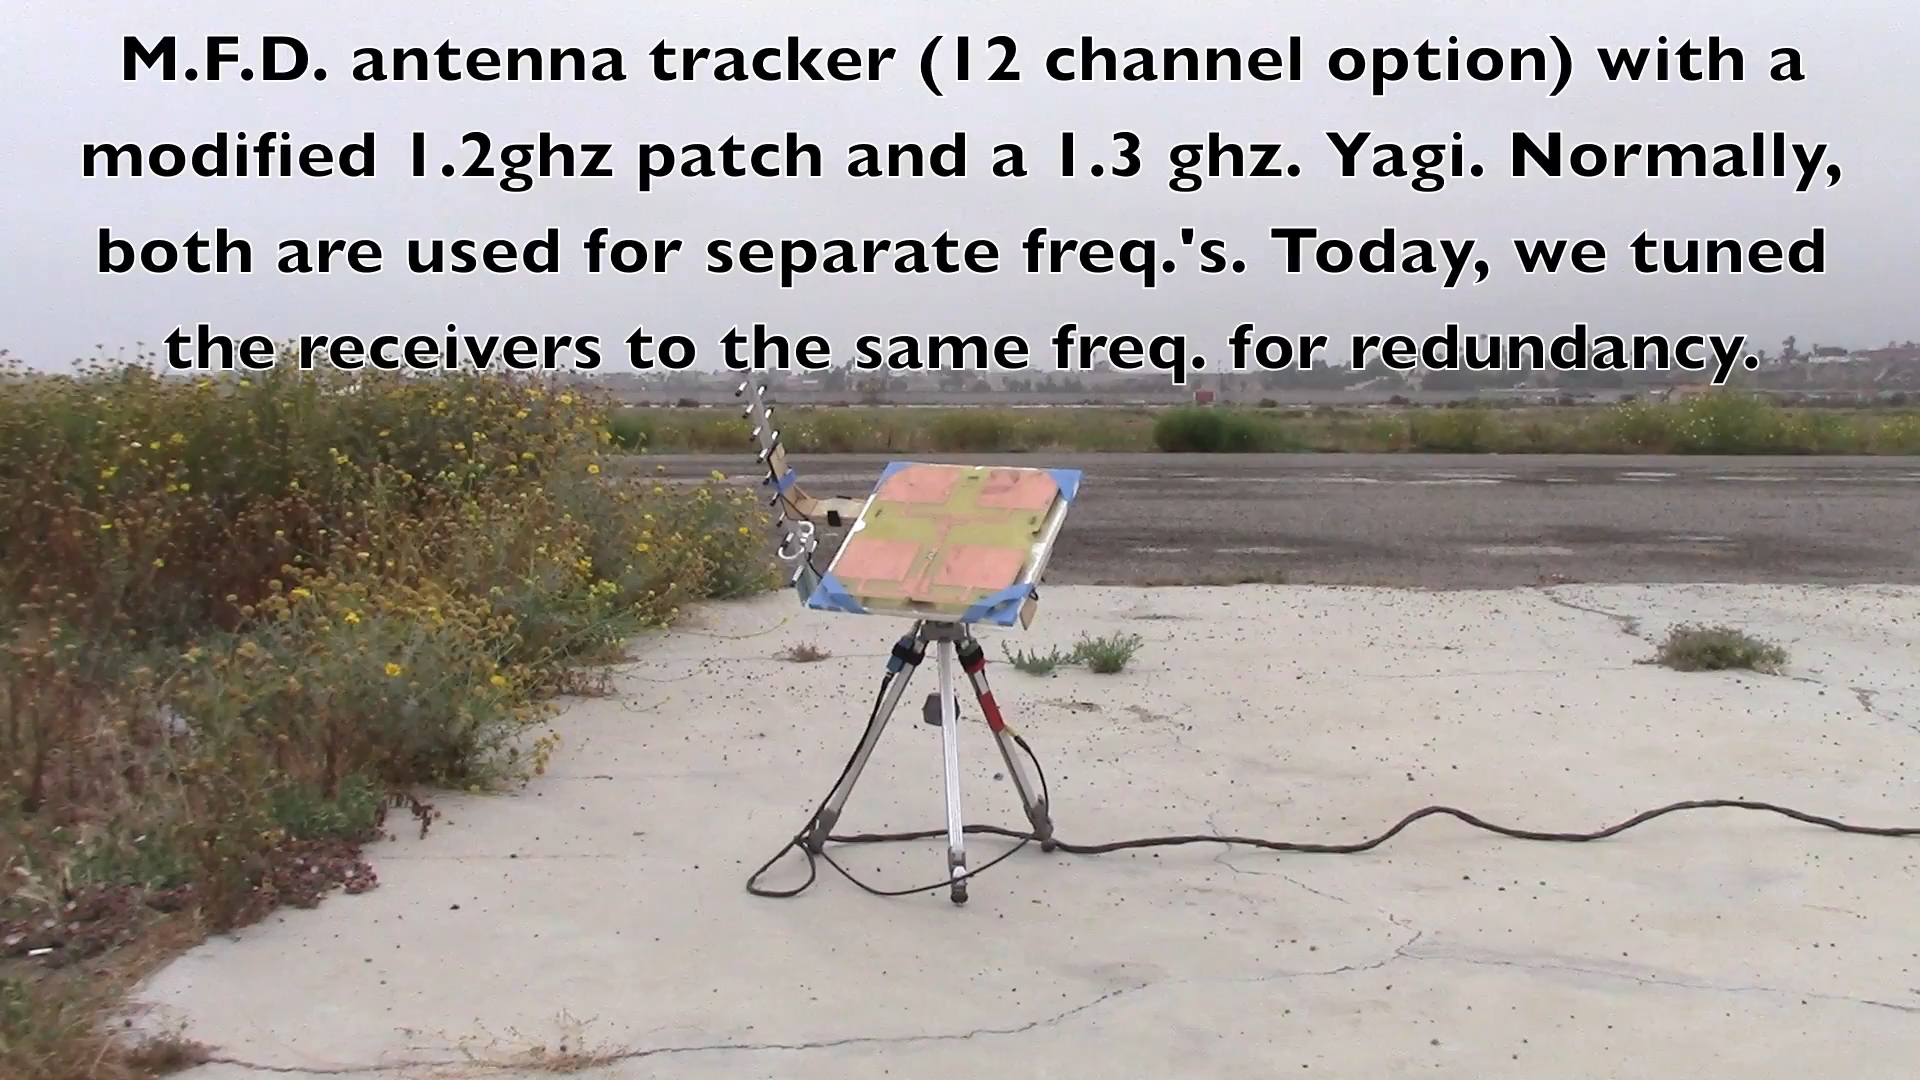 M.F.D. antenna tracker (12 channel option) with a
modified 1.2ghz patch and a 1.3 ghz. Yagi. Normally,
both are used for separate freq.'s. Today, we tuned
the receivers to the same freq. for redundancy.